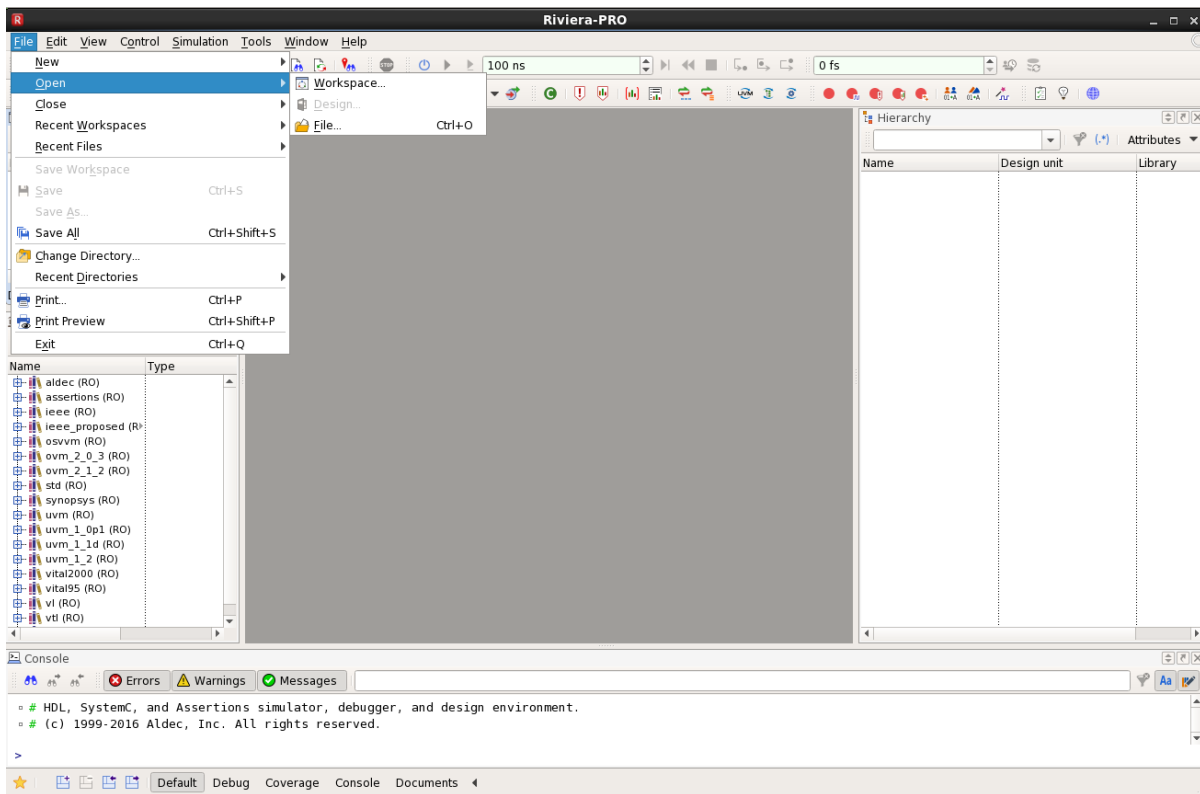 Riviera-PRO
File Edit View Control Simulation Tools Window Help
New
Open
Close
Recent Workspaces
Recent Files
Save Workspace
Save Ctrl+S
Save As...
Save All Ctrl+Shift+S
Change Directory...
Recent Directories
Print... Ctrl+P
Print Preview Ctrl+Shift+P
Exit Ctrl+Q
Workspace...
Design...
File... Ctrl+O
100 ns
0 fs
Hierarchy
Attributes
Name Design unit Library
Name Type
aldec (RO)
assertions (RO)
ieee (RO)
ieee_proposed (R
osvvm (RO)
ovm_2_0_3 (RO)
ovm_2_1_2 (RO)
std (RO)
synopsys (RO)
uvm (RO)
uvm_1_0p1 (RO)
uvm_1_1d (RO)
uvm_1_2 (RO)
vital2000 (RO)
vital95 (RO)
vl (RO)
vtl (RO)
Console
Errors Warnings Messages
Aa
# HDL, SystemC, and Assertions simulator, debugger, and design environment.
# (c) 1999-2016 Aldec, Inc. All rights reserved.
>
Default Debug Coverage Console Documents